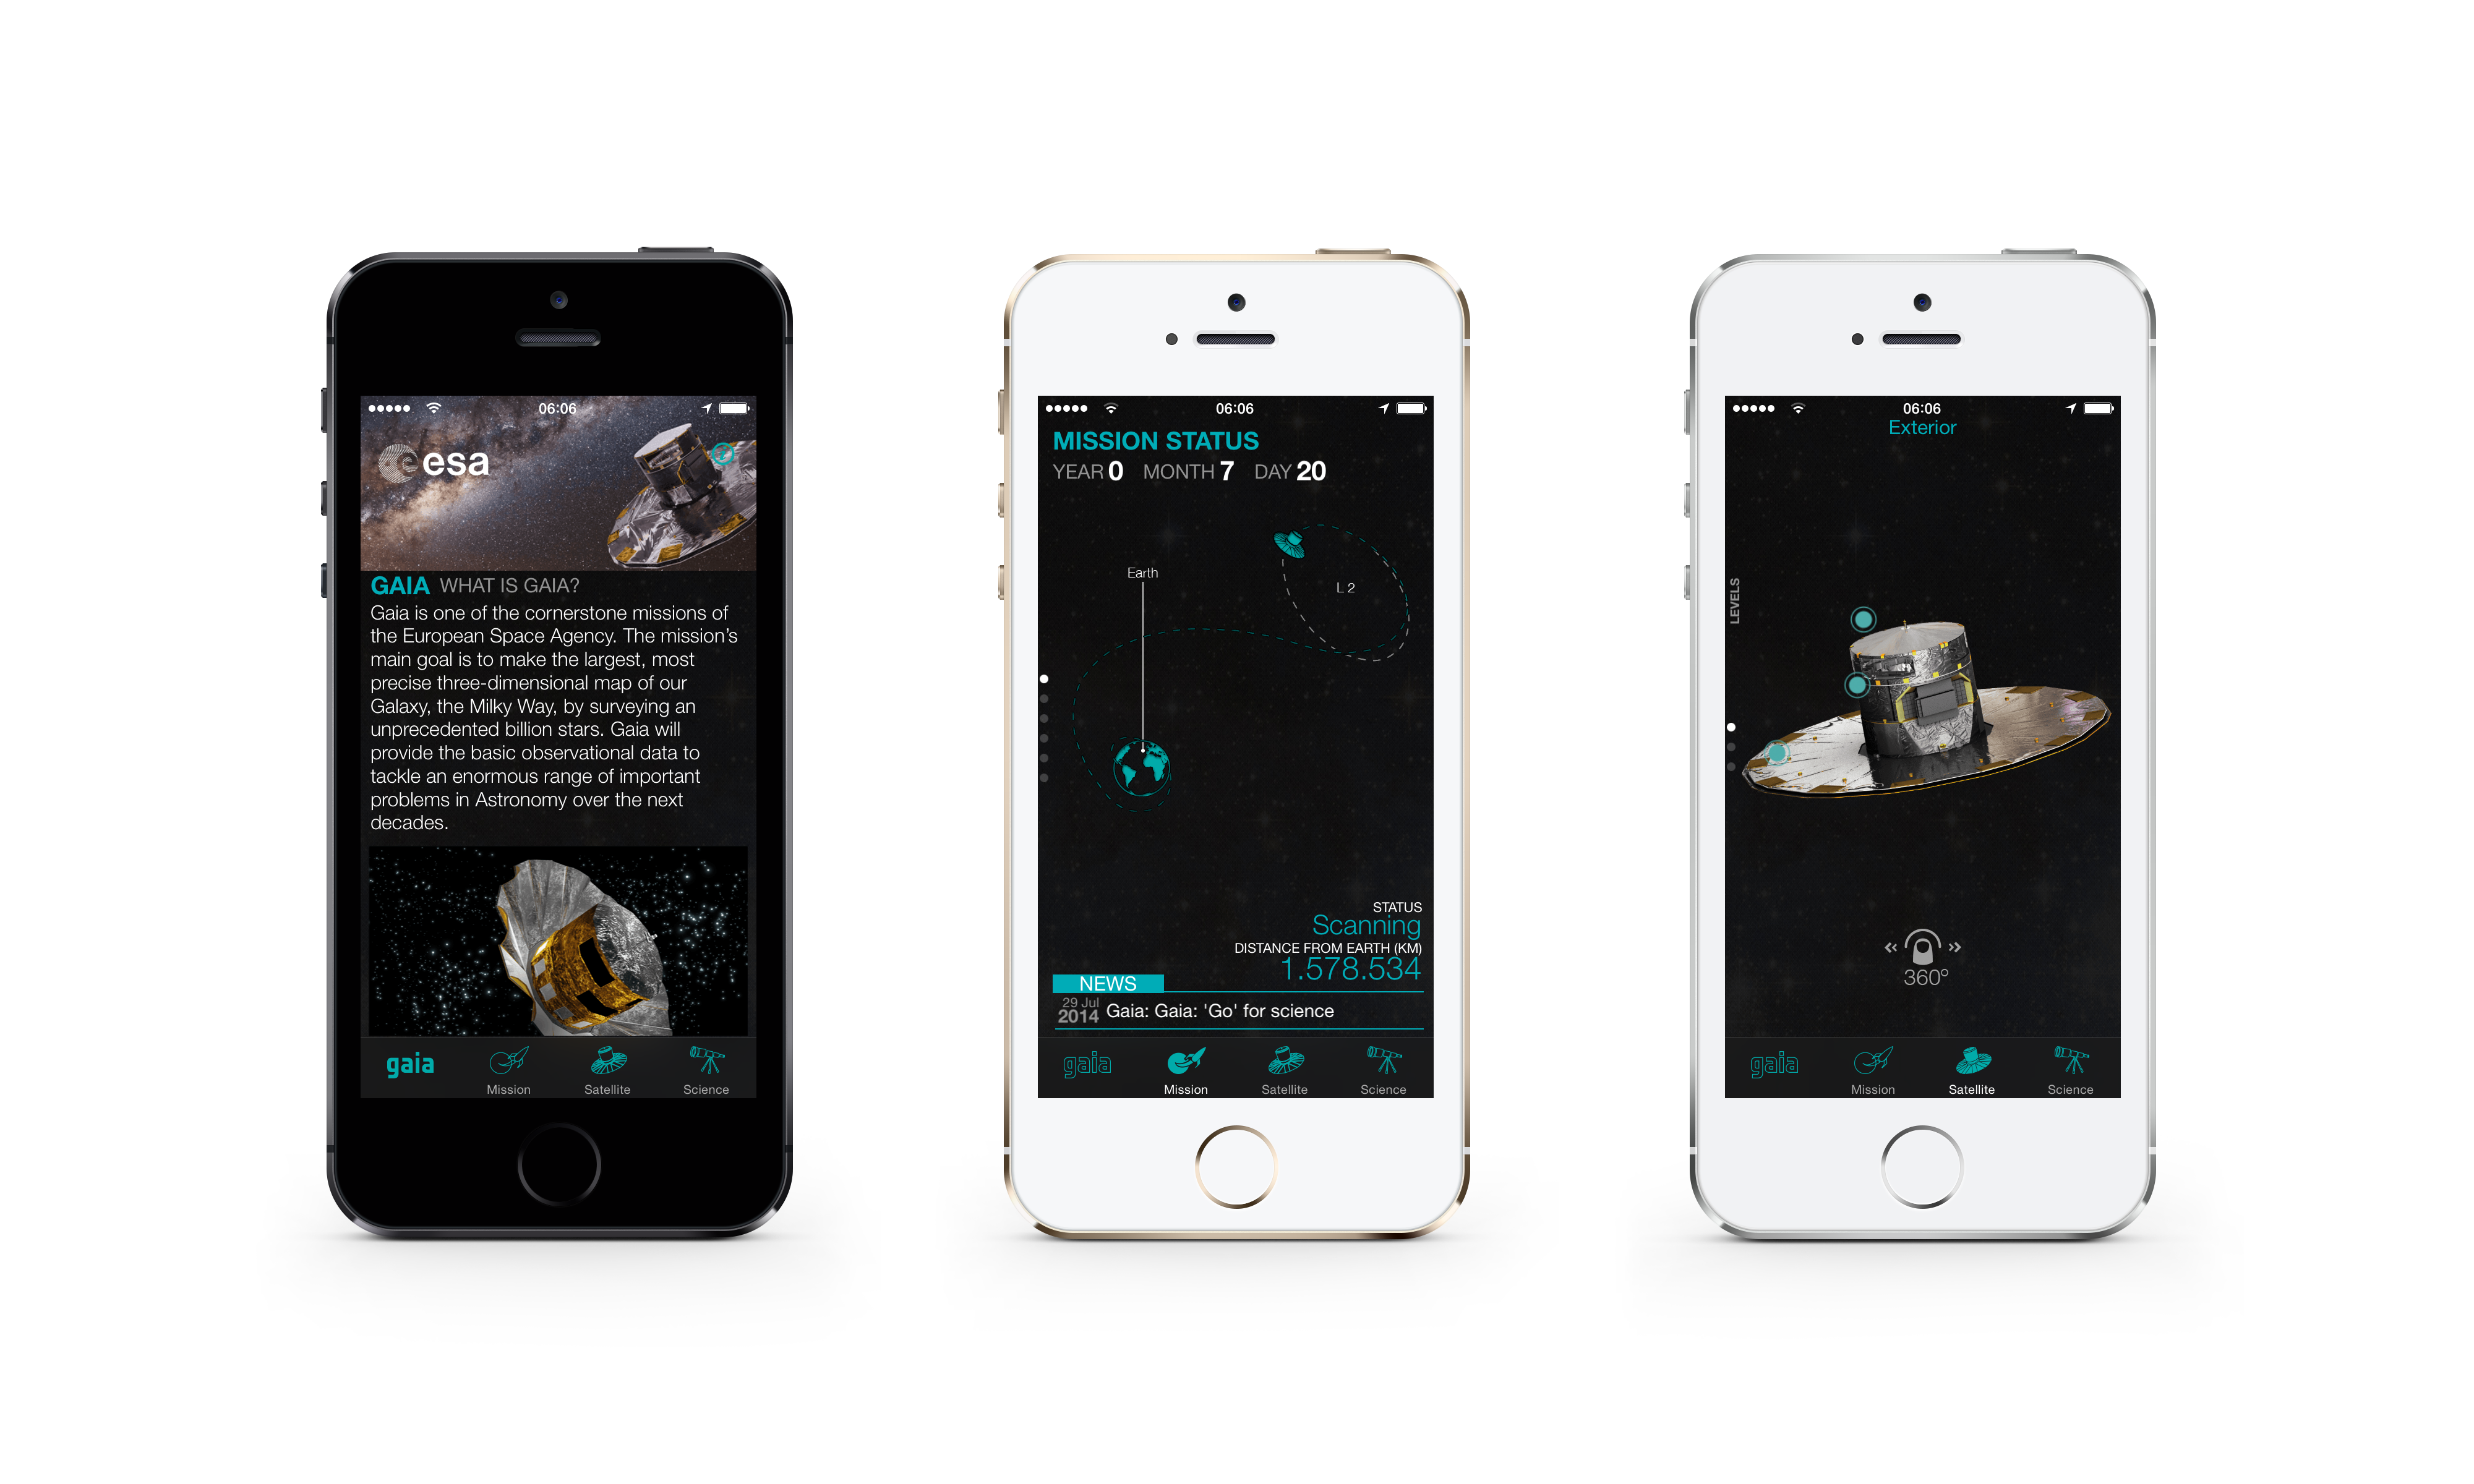 06:06
esa
GAIA WHAT IS GAIA?
Gaia is one of the cornerstone missions of
the European Space Agency. The mission's
main goal is to make the largest, most
precise three-dimensional map of our
Galaxy, the Milky Way, by surveying an
unprecedented billion stars. Gaia will
provide the basic observational data to
tackle an enormous range of important
problems in Astronomy over the next
decades.
gaia
Mission Satellite Science
06:06
MISSION STATUS
YEAR 0 MONTH 7 DAY 20
Earth
L 2
STATUS
Scanning
DISTANCE FROM EARTH (KM)
1.578.534
NEWS
29 Jul
2014 Gaia: Gaia: 'Go' for science
gaia
Mission Satellite Science
06:06
Exterior
LEVELS
360º
gaia
Mission Satellite Science